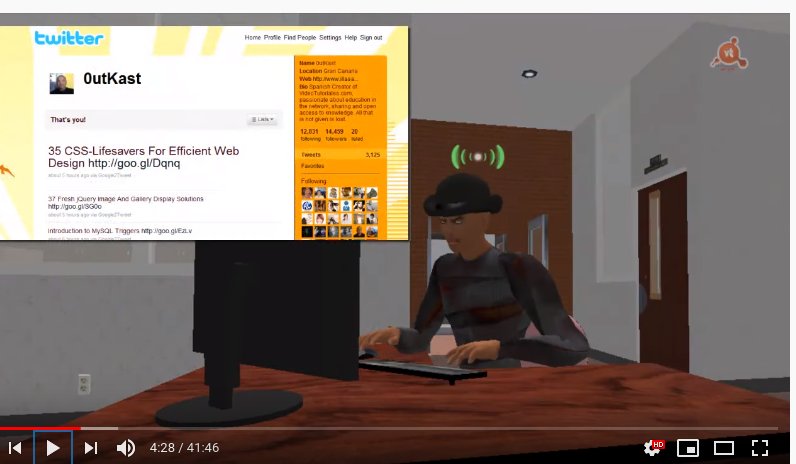 twitter
Home Profile Find People Settings Help Sign out
0utKast
That's you!
Lists
35 CSS-Lifesavers For Efficient Web
Design http://goo.gl/Dqnq
about 5 hours ago via Google2Tweet
37 Fresh jQuery Image And Gallery Display Solutions
http://goo.gl/SG0o
about 5 hours ago via Google2Tweet
Introduction to MySQL Triggers http://goo.gl/EzLv
Name 0utKast
Location Gran Canaria
Bio Spanish Creator of
VideoTutoriales.com,
passionate about education in
the network, sharing and open
access to knowledge. All that
is not given is lost.
12,831 14,459 20
following followers listed
Tweets 3,125
Favorites
Following
vt
4:28 / 41:46
HD